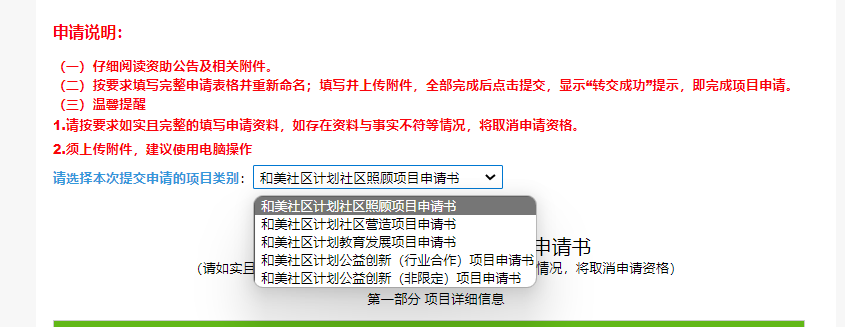 申请说明：
（一）仔细阅读资助公告及相关附件。
（二）按要求填写完整申请表格并重新命名；填写并上传附件，全部完成后点击提交，显示“转交成功”提示，即完成项目申请。
（三）温馨提醒
1.请按要求如实且完整的填写申请资料，如存在资料与事实不符等情况，将取消申请资格。
2.须上传附件，建议使用电脑操作
请选择本次提交申请的项目类别： 和美社区计划社区照顾项目申请书
和美社区计划社区照顾项目申请书
和美社区计划社区营造项目申请书
和美社区计划教育发展项目申请书
和美社区计划公益创新（行业合作）项目申请书
和美社区计划公益创新（非限定）项目申请书
申请书
（请如实且 情况，将取消申请资格）
第一部分 项目详细信息